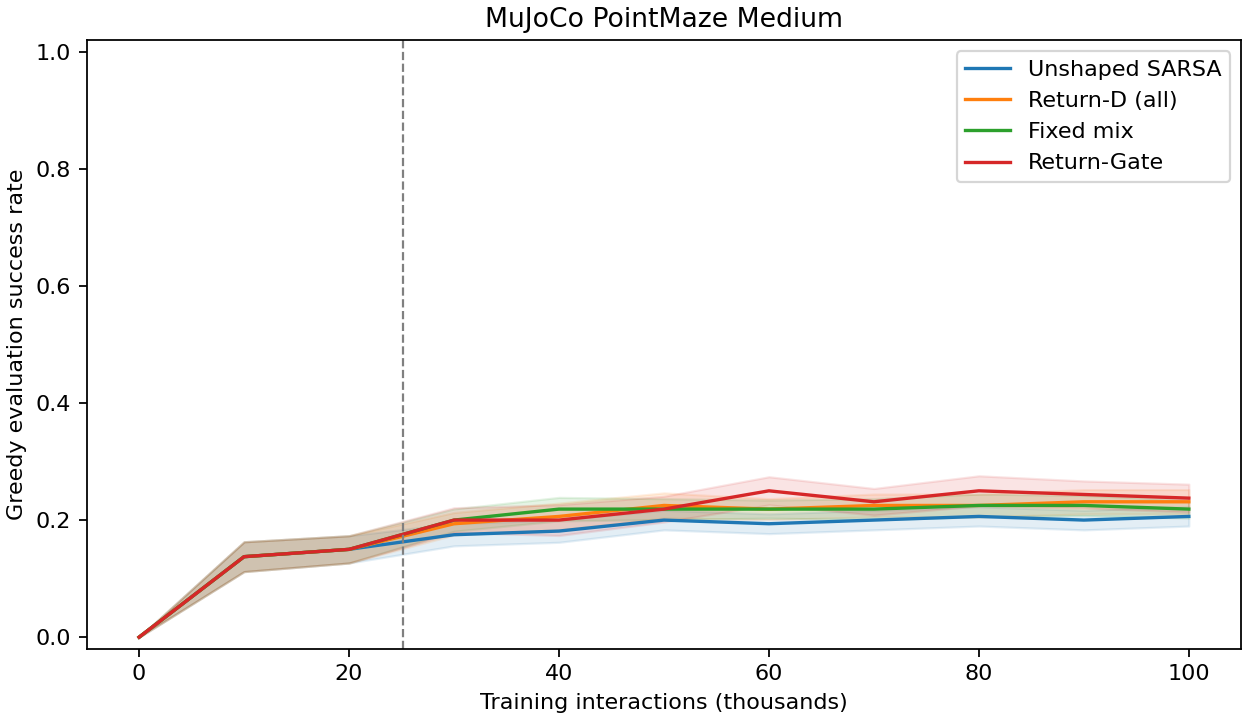 MuJoCo PointMaze Medium
Greedy evaluation success rate
1.0
0.8
0.6
0.4
0.2
0.0
Unshaped SARSA
Return-D (all)
Fixed mix
Return-Gate
0 20 40 60 80 100
Training interactions (thousands)